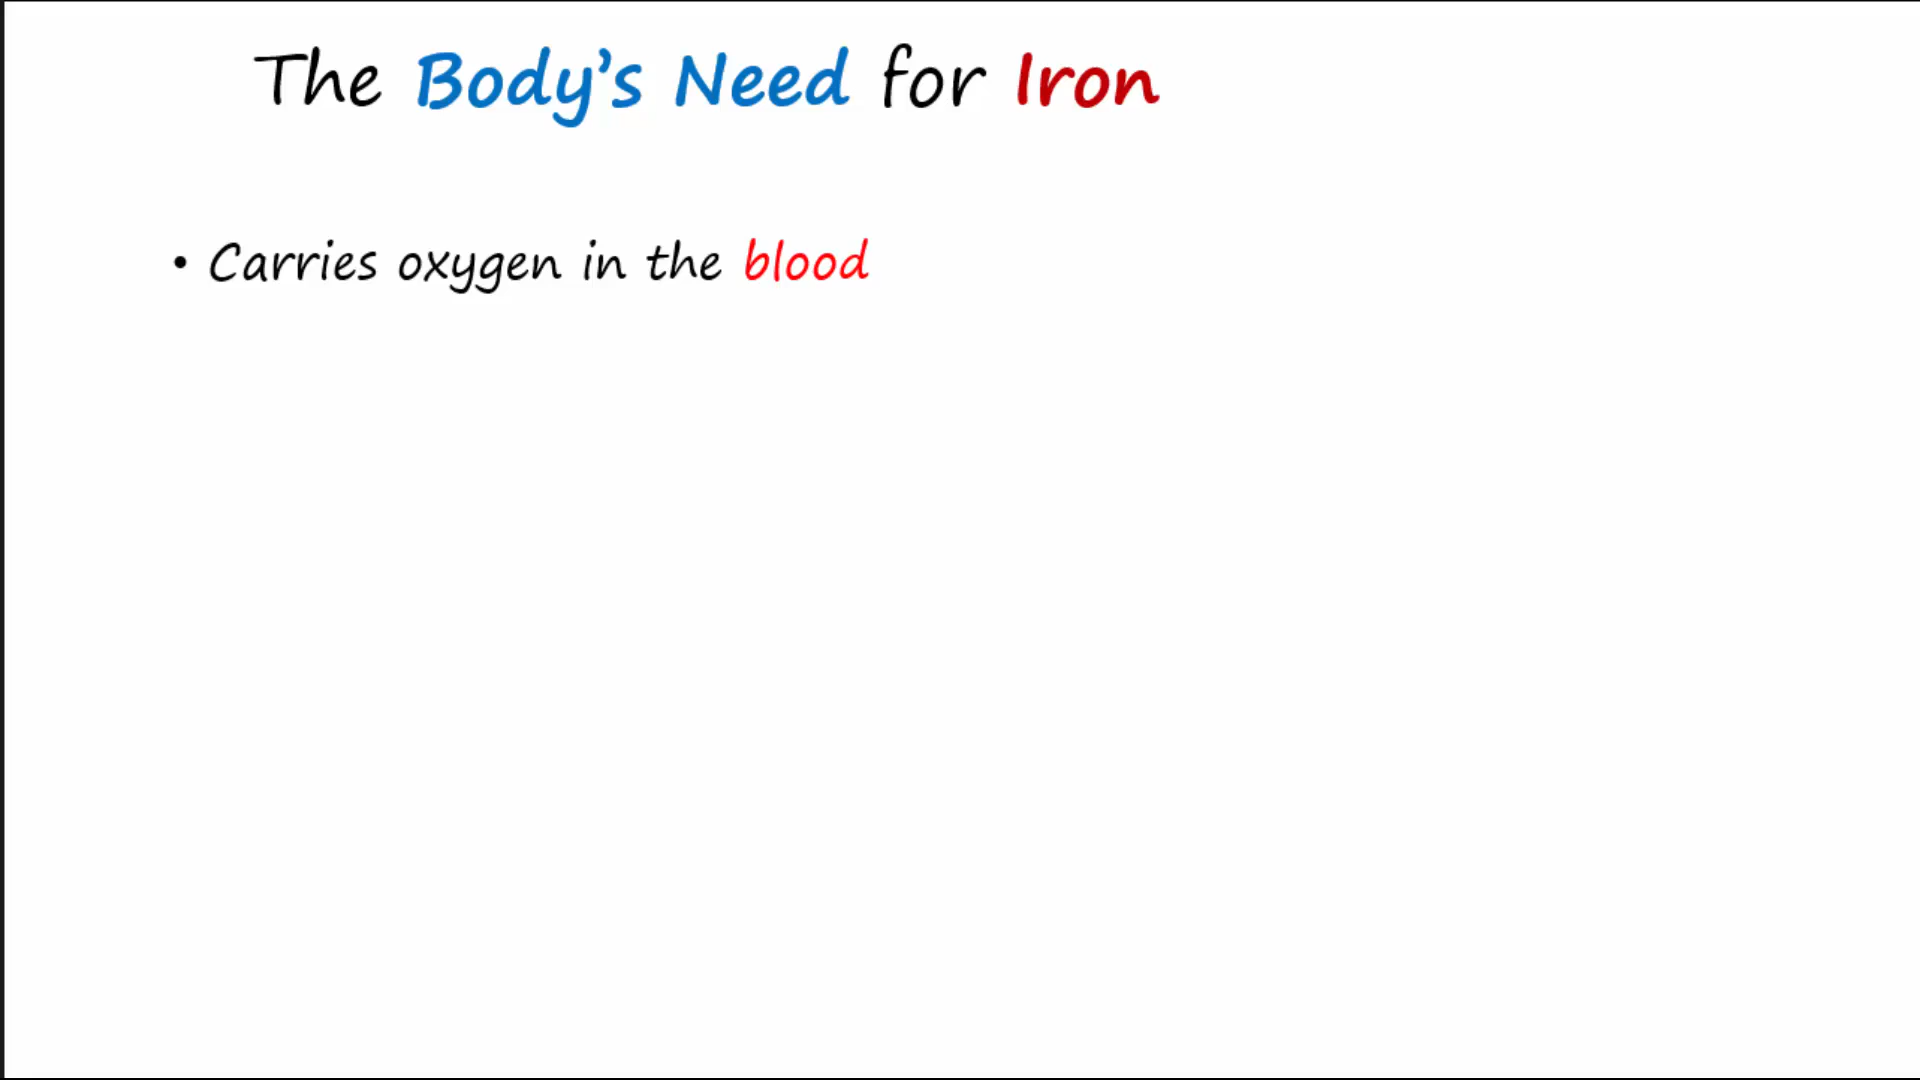 The Body’s Need for Iron
• Carries oxygen in the blood